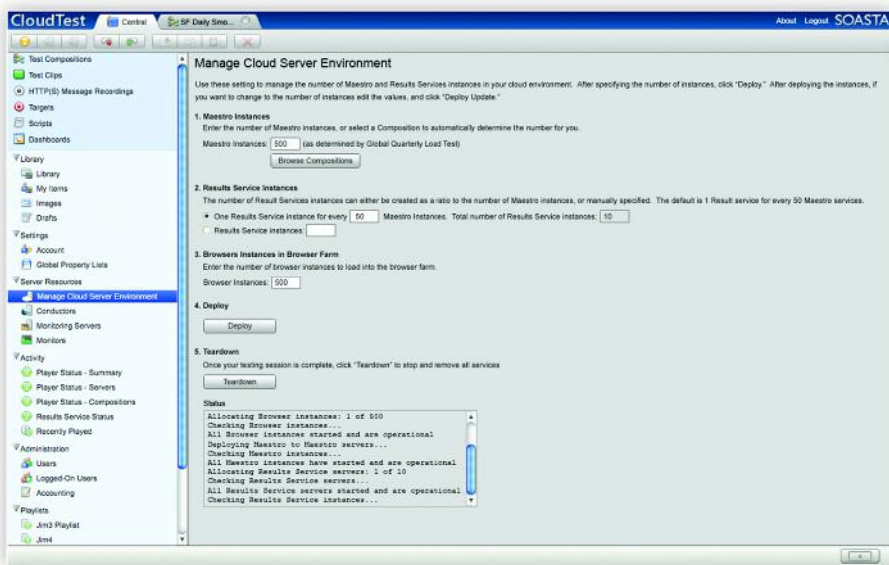 CloudTest
Central
SF Daily Smo...
About Logout SOASTA
Test Compositions
Test Clips
HTTP(S) Message Recordings
Targets
Scripts
Dashboards
Library
Library
My Items
Images
Drafts
Settings
Account
Global Property Lists
Server Resources
Manage Cloud Server Environment
Conductors
Monitoring Servers
Monitors
Activity
Player Status - Summary
Player Status - Servers
Player Status - Compositions
Results Service Status
Recently Played
Administration
Users
Logged-On Users
Accounting
Playlists
Jim3 Playlist
Jim4
Manage Cloud Server Environment
Use these setting to manage the number of Maestro and Results Services instances in your cloud environment. After specifying the number of instances, click "Deploy." After deploying the instances, if
you want to change to the number of instances edit the values, and click "Deploy Update."
1. Maestro Instances
Enter the number of Maestro instances, or select a Composition to automatically determine the number for you.
Maestro Instances: 500 (as determined by Global Quarterly Load Test)
Browse Compositions
2. Results Service Instances
The number of Result Services instances can either be created as a ratio to the number of Maestro instances, or manually specified. The default is 1 Result service for every 50 Maestro services.
One Results Service instance for every 50 Maestro Instances. Total number of Results Service instances: 10
Results Service instances:
3. Browsers Instances in Browser Farm
Enter the number of browser instances to load into the browser farm.
Browser Instances: 500
4. Deploy
Deploy
5. Teardown
Once your testing session is complete, click "Teardown" to stop and remove all services
Teardown
Status
Allocating Browser instances: 1 of 500
Checking Browser instances...
All Browser instances started and are operational
Deploying Maestro to Maestro servers...
Checking Maestro instances...
All Maestro instances have started and are operational
Allocating Results Service servers: 1 of 10
Checking Results Service servers...
All Results Service servers started and are operational
Checking Results Service instances...